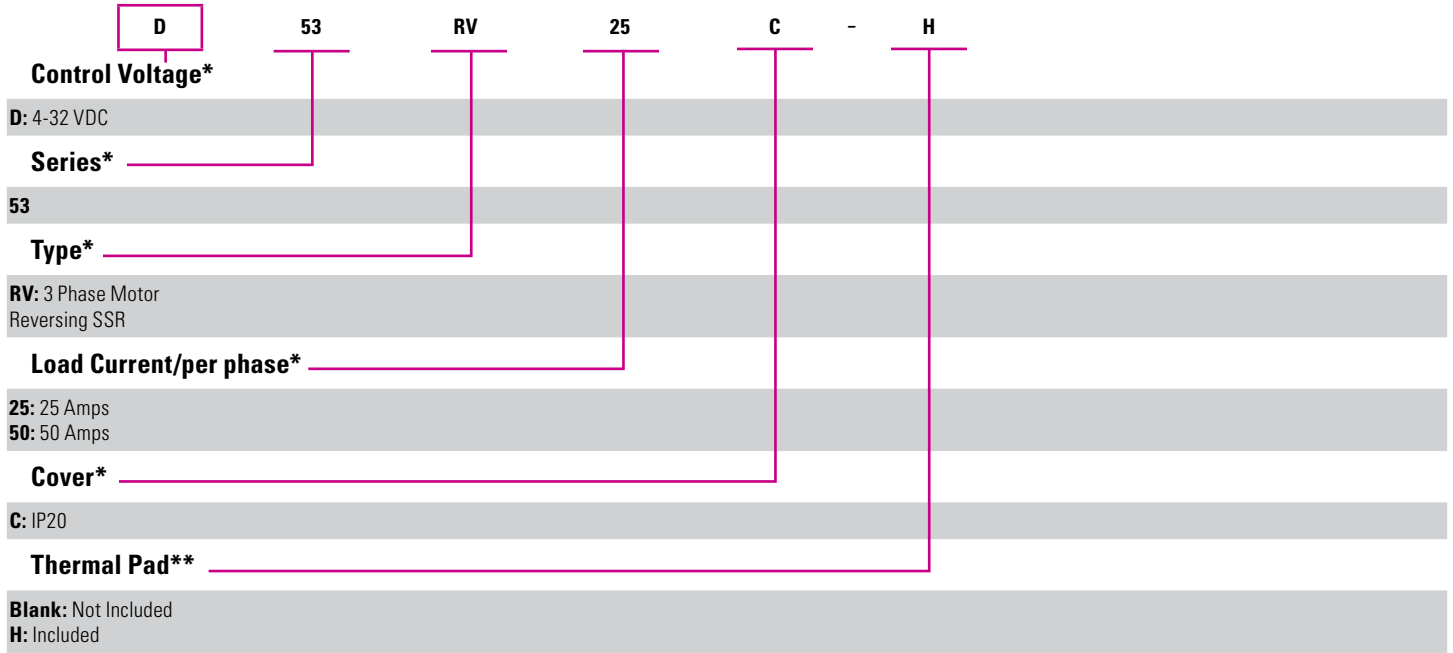 D 53 RV 25 C - H
Control Voltage*
D: 4-32 VDC
Series*
53
Type*
RV: 3 Phase Motor
Reversing SSR
Load Current/per phase*
25: 25 Amps
50: 50 Amps
Cover*
C: IP20
Thermal Pad**
Blank: Not Included
H: Included